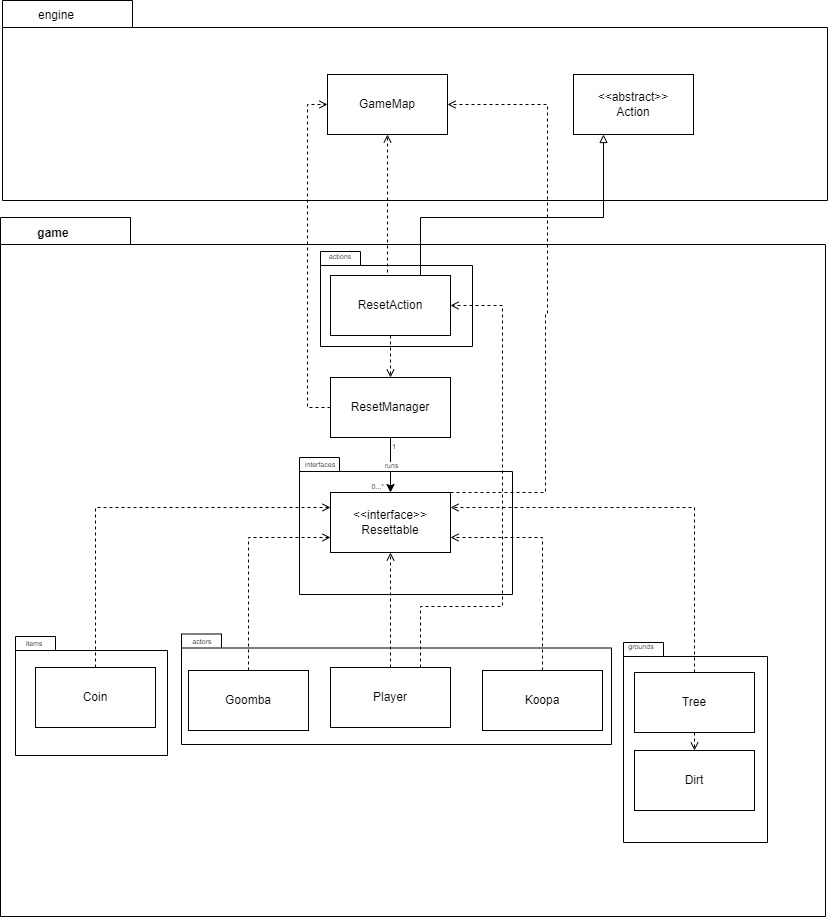 engine
GameMap
<<abstract>>
Action
game
actions
ResetAction
ResetManager
1
interfaces
runs
0...*
<<interface>>
Resettable
Items
actors
grounds
Coin
Goomba
Player
Koopa
Tree
Dirt